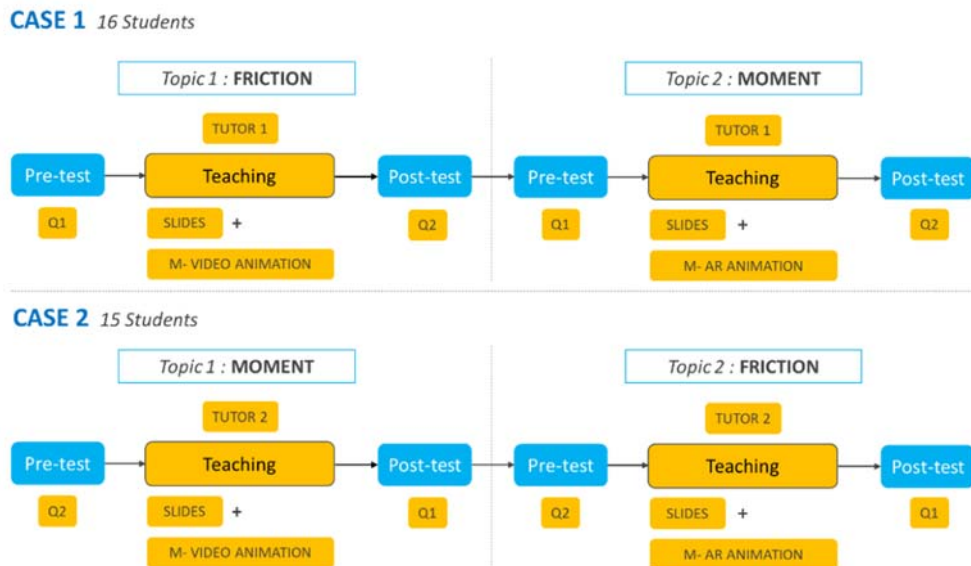 CASE 1 16 Students
Topic 1 : FRICTION
Topic 2 : MOMENT
TUTOR 1
TUTOR 1
Pre-test
Teaching
Post-test
Pre-test
Teaching
Post-test
Q1
SLIDES +
Q2
Q1
SLIDES +
Q2
M- VIDEO ANIMATION
M- AR ANIMATION
CASE 2 15 Students
Topic 1 : MOMENT
Topic 2 : FRICTION
TUTOR 2
TUTOR 2
Pre-test
Teaching
Post-test
Pre-test
Teaching
Post-test
Q2
SLIDES +
Q1
Q2
SLIDES +
Q1
M- VIDEO ANIMATION
M- AR ANIMATION